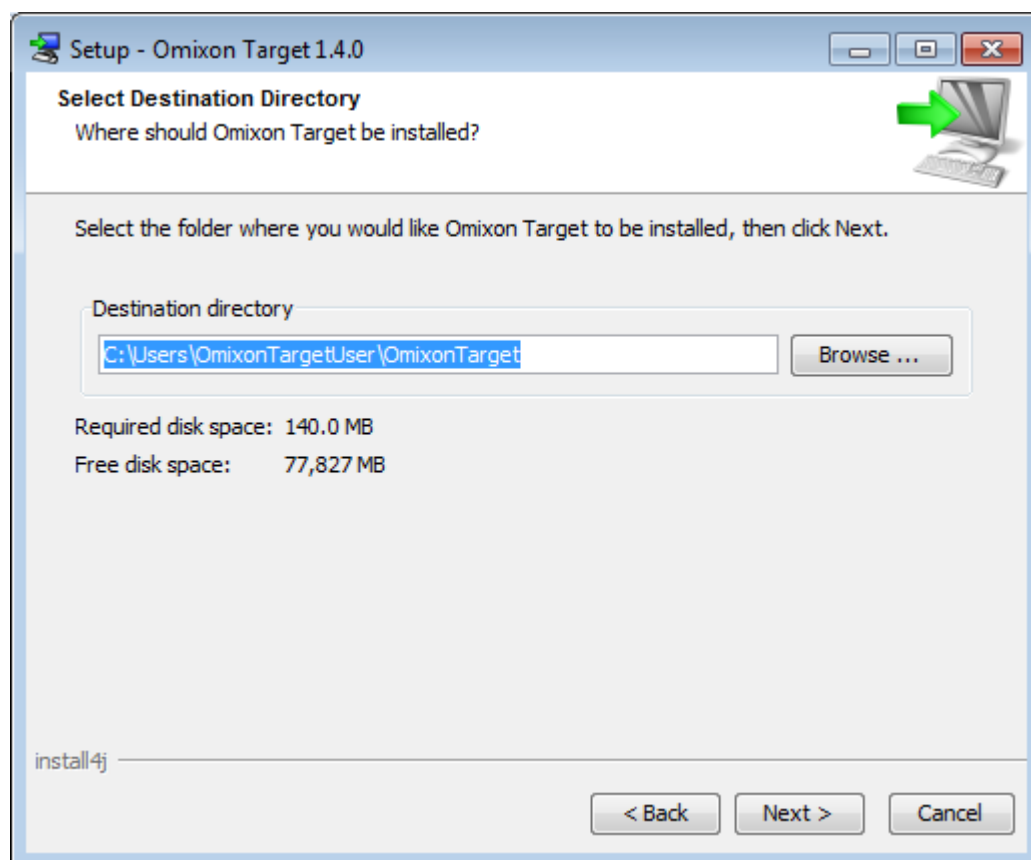 Setup - Omixon Target 1.4.0
Select Destination Directory
Where should Omixon Target be installed?
Select the folder where you would like Omixon Target to be installed, then click Next.
Destination directory
C:\Users\OmixonTargetUser\OmixonTarget
Browse ...
Required disk space: 140.0 MB
Free disk space: 77,827 MB
install4j
< Back Next > Cancel